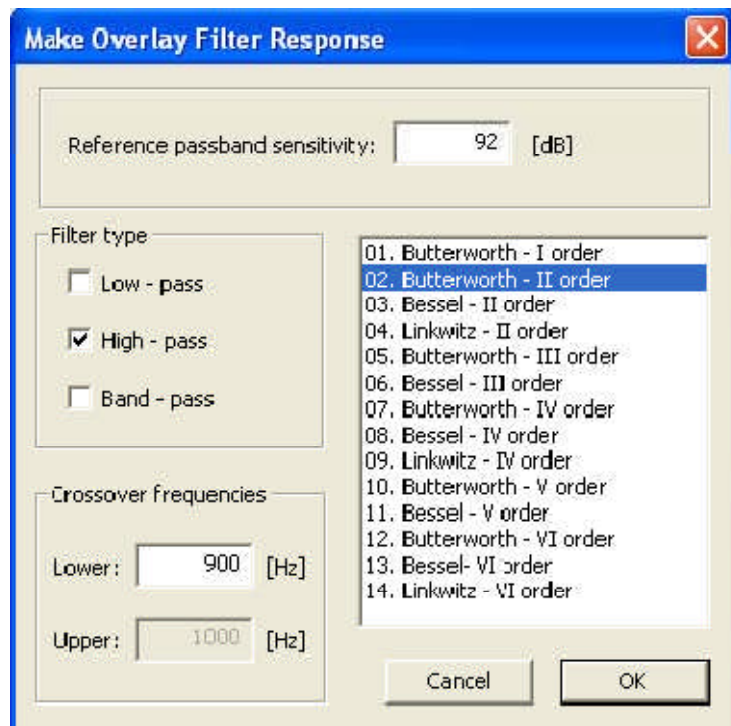 Make Overlay Filter Response
Reference passband sensitivity: 92 [dB]
Filter type
Low - pass
High - pass
Band - pass
01. Butterworth - I order
02. Butterworth - II order
03. Bessel - II order
04. Linkwitz - II order
05. Butterworth - III order
06. Bessel - III order
07. Butterworth - IV order
08. Bessel - IV order
09. Linkwitz - IV order
10. Butterworth - V order
11. Bessel - V order
12. Butterworth - VI order
13. Bessel- VI order
14. Linkwitz - VI order
Crossover frequencies
Lower: 900 [Hz]
Upper: 1000 [Hz]
Cancel
OK